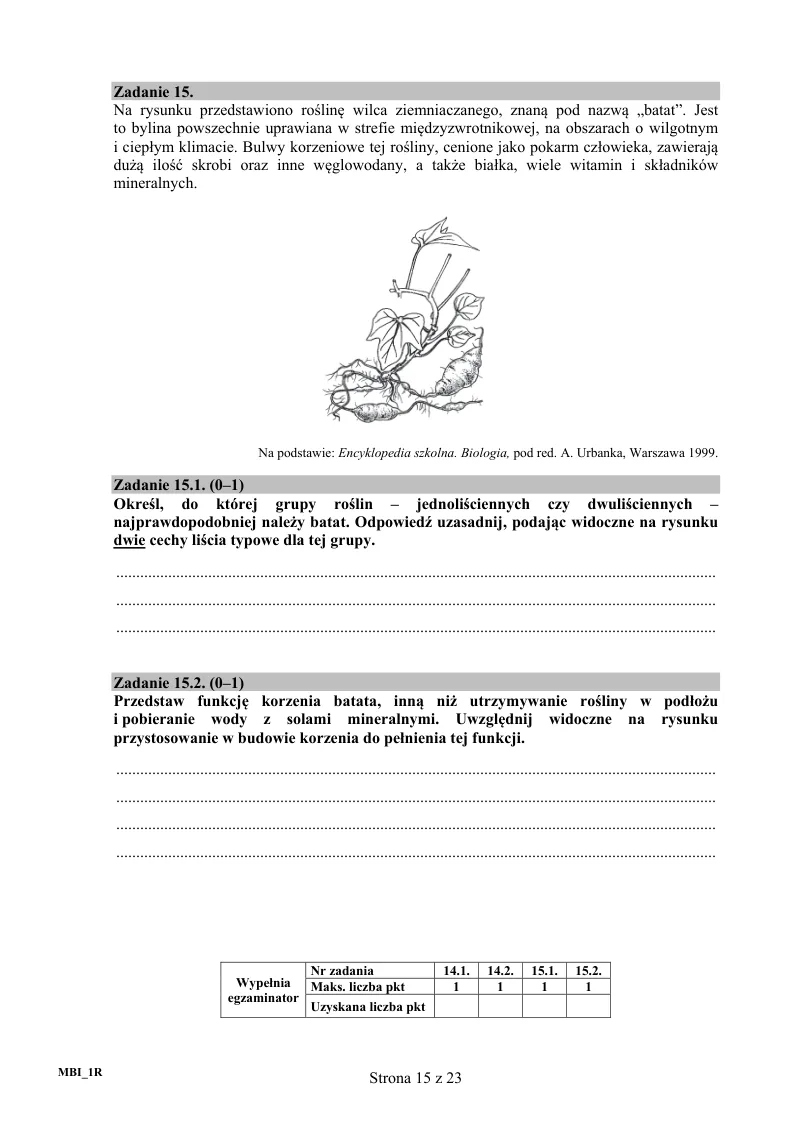 Zadanie 15.
Na rysunku przedstawiono roślinę wilca ziemniaczanego, znaną pod nazwą „batat”. Jest
to bylina powszechnie uprawiana w strefie międzyzwrotnikowej, na obszarach o wilgotnym
i ciepłym klimacie. Bulwy korzeniowe tej rośliny, cenione jako pokarm człowieka, zawierają
dużą ilość skrobi oraz inne węglowodany, a także białka, wiele witamin i składników
mineralnych.
Na podstawie: Encyklopedia szkolna. Biologia, pod red. A. Urbanka, Warszawa 1999.
Zadanie 15.1. (0–1)
Określ, do której grupy roślin – jednoliściennych czy dwuliściennych –
najprawdopodobniej należy batat. Odpowiedź uzasadnij, podając widoczne na rysunku
dwie cechy liścia typowe dla tej grupy.
Zadanie 15.2. (0–1)
Przedstaw funkcję korzenia batata, inną niż utrzymywanie rośliny w podłożu
i pobieranie wody z solami mineralnymi. Uwzględnij widoczne na rysunku
przystosowanie w budowie korzenia do pełnienia tej funkcji.
Wypełnia egzaminator
Nr zadania 14.1. 14.2. 15.1. 15.2.
Maks. liczba pkt 1 1 1 1
Uzyskana liczba pkt
MBI_1R
Strona 15 z 23